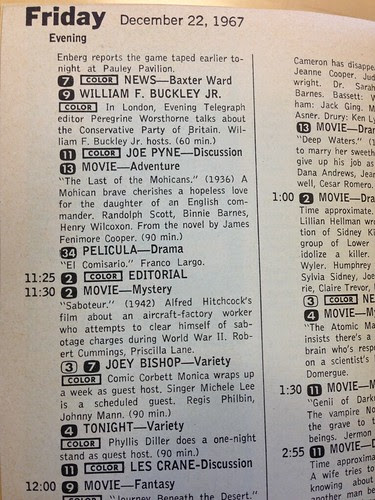 Friday December 22, 1967
Evening
Enberg reports the game taped earlier to-
night at Pauley Pavilion.
7 COLOR NEWS—Baxter Ward
9 WILLIAM F. BUCKLEY JR.
COLOR In London, Evening Telegraph
editor Peregrine Worsthorne talks about
the Conservative Party of Britain. Wil-
liam F. Buckley Jr. hosts. (60 min.)
11 COLOR JOE PYNE—Discussion
13 MOVIE—Adventure
"The Last of the Mohicans." (1936) A
Mohican brave cherishes a hopeless love
for the daughter of an English com-
mander. Randolph Scott, Binnie Barnes,
Henry Wilcoxon. From the novel by James
Fenimore Cooper. (90 min.)
34 PELICULA—Drama
"El Comisario." Franco Largo.
11:25 2 COLOR EDITORIAL
11:30 2 MOVIE—Mystery
"Saboteur." (1942) Alfred Hitchcock's
film about an aircraft-factory worker
who attempts to clear himself of sab-
otage charges during World War II. Rob-
ert Cummings, Priscilla Lane.
3 7 JOEY BISHOP—Variety
COLOR Comic Corbett Monica wraps up
a week as guest host. Singer Michele Lee
is a scheduled guest. Regis Philbin,
Johnny Mann. (90 min.)
4 TONIGHT—Variety
COLOR Phyllis Diller does a one-night
stand as guest host. (90 min.)
11 COLOR LES CRANE-Discussion
12:00 9 MOVIE—Fantasy
"Journey Beneath the Desert."
Cameron has disappe
Jeanne Cooper. Jud
wright. Dr. Sarah
Barnes. Bassett: W
ham: Jack Ging. M
Asner. Drury: Ken Ly
13 MOVIE—Dram
"Deep Waters." (1
to marry her sweethe
give up his job as
Dana Andrews, Jean
well, Cesar Romero.
1:00 2 MOVIE—Dra
Time approximate.
Lillian Hellman wro
tion of Sidney Ki
group of Lower
idolize a killer.
Wyler. Humphrey
Sylvia Sidney, Joe
rie, Claire Trevor,
3 COLOR NE
4 MOVIE—My
"The Atomic Ma
insists there's a
brain who's resp
on a scientist's
Domergue.
1:30 11 MOVIE—M
"Genii of Darkn
The vampire No
the grave to t
beings. Jermon
2:55 11 MOVIE—D
Time approxima
A wife tries to
knowing about
another man be